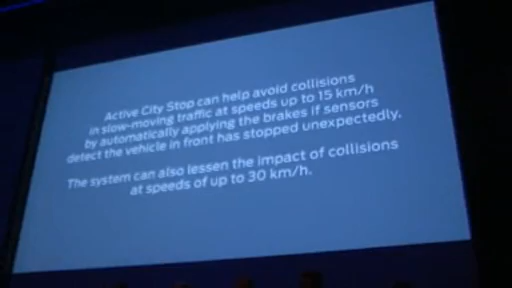 Active City Stop can help avoid collisions
in slow-moving traffic at speeds up to 15 km/h
by automatically applying the brakes if sensors
detect the vehicle in front has stopped unexpectedly.
The system can also lessen the impact of collisions
at speeds of up to 30 km/h.